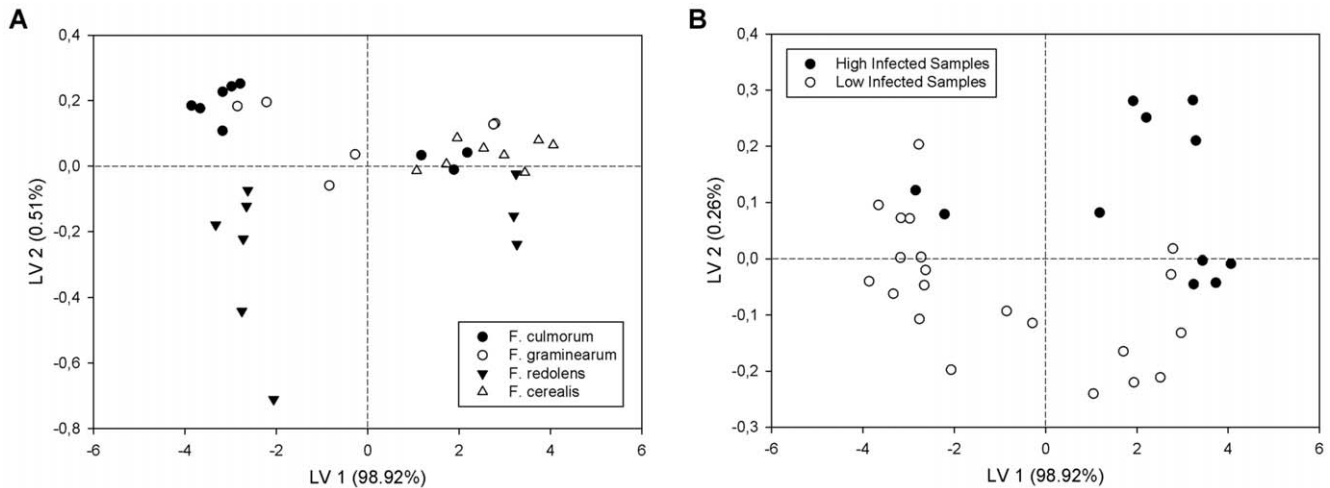 A
0,4
0,2
0,0
-0,2
-0,4
-0,6
-0,8
LV 2 (0.51%)
F. culmorum
F. graminearum
F. redolens
F. cerealis
-6
-4
-2
0
2
4
6
LV 1 (98.92%)
B
0,4
0,3
0,2
0,1
0,0
-0,1
-0,2
-0,3
LV 2 (0.26%)
High Infected Samples
Low Infected Samples
-6
-4
-2
0
2
4
6
LV 1 (98.92%)